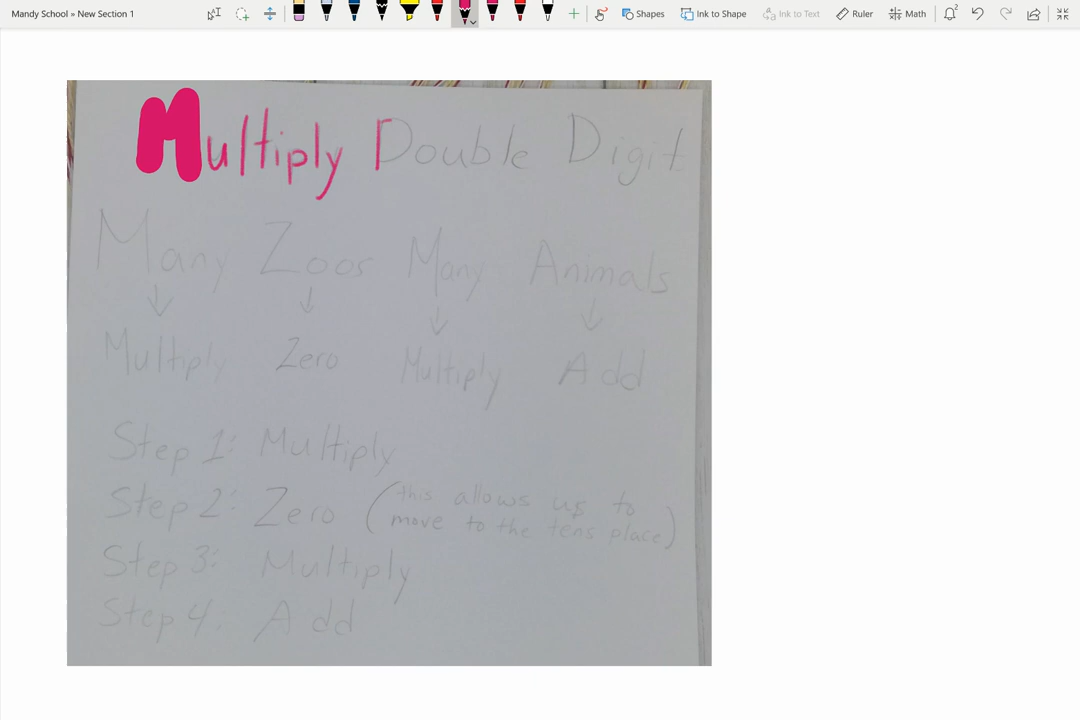 Mandy School » New Section 1
Shapes
Ink to Shape
Ink to Text
Ruler
Math
2
Multiply Double Digit
Many Zoos Many Animals
Multiply Zero Multiply Add
Step 1: Multiply
Step 2: Zero (this allows us to
move to the tens place)
Step 3: Multiply
Step 4: Add